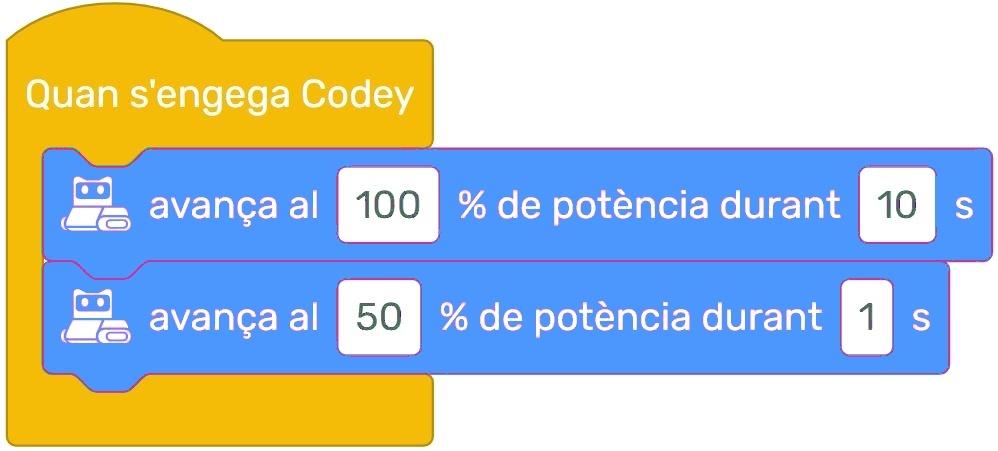 Quan s'engega Codey
avança al 100 % de potència durant 10 s
avança al 50 % de potència durant 1 s